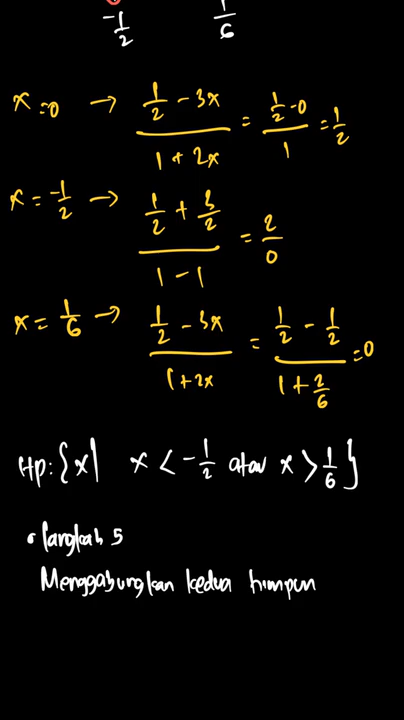 -1/2 1/6
x=0 → (1/2 - 3x)/(1+2x) = (1/2 - 0)/1 = 1/2
x = -1/2 → (1/2 + 3/2)/(1-1) = 2/0
x = 1/6 → (1/2 - 3x)/(1+2x) = (1/2 - 1/2)/(1 + 2/6) = 0
Hp: {x| x < -1/2 atau x > 1/6}
• langkah 5
Menggabungkan kedua himpun